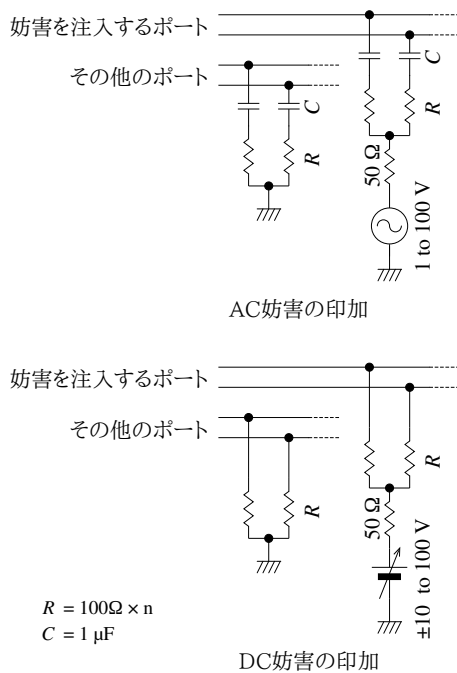 妨害を注入するポート
その他のポート
C
R
C
R
50 Ω
1 to 100 V
AC妨害の印加
妨害を注入するポート
その他のポート
R
R
50 Ω
±10 to 100 V
R = 100Ω × n
C = 1 μF
DC妨害の印加